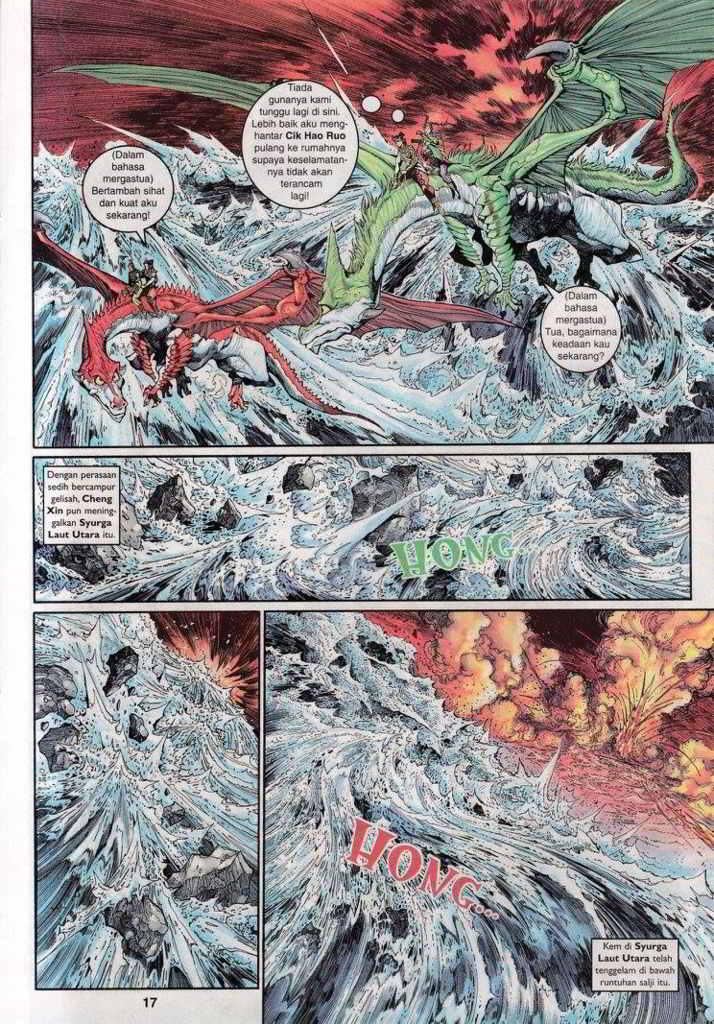 Tiada
gunanya kami
tunggu lagi di sini.
Lebih baik aku meng-
hantar Cik Hao Ruo
pulang ke rumahnya
supaya keselamatan-
nya tidak akan
terancam
lagi!
(Dalam
bahasa
mergastua)
Bertambah sihat
dan kuat aku
sekarang!
(Dalam
bahasa
mergastua)
Tua, bagaimana
keadaan kau
sekarang?
Dengan perasaan
sedih bercampur
gelisah, Cheng
Xin pun mening-
galkan Syurga
Laut Utara itu.
HONG
HONG...
Kem di Syurga
Laut Utara telah
tenggelam di bawah
runtuhan salji itu.
17